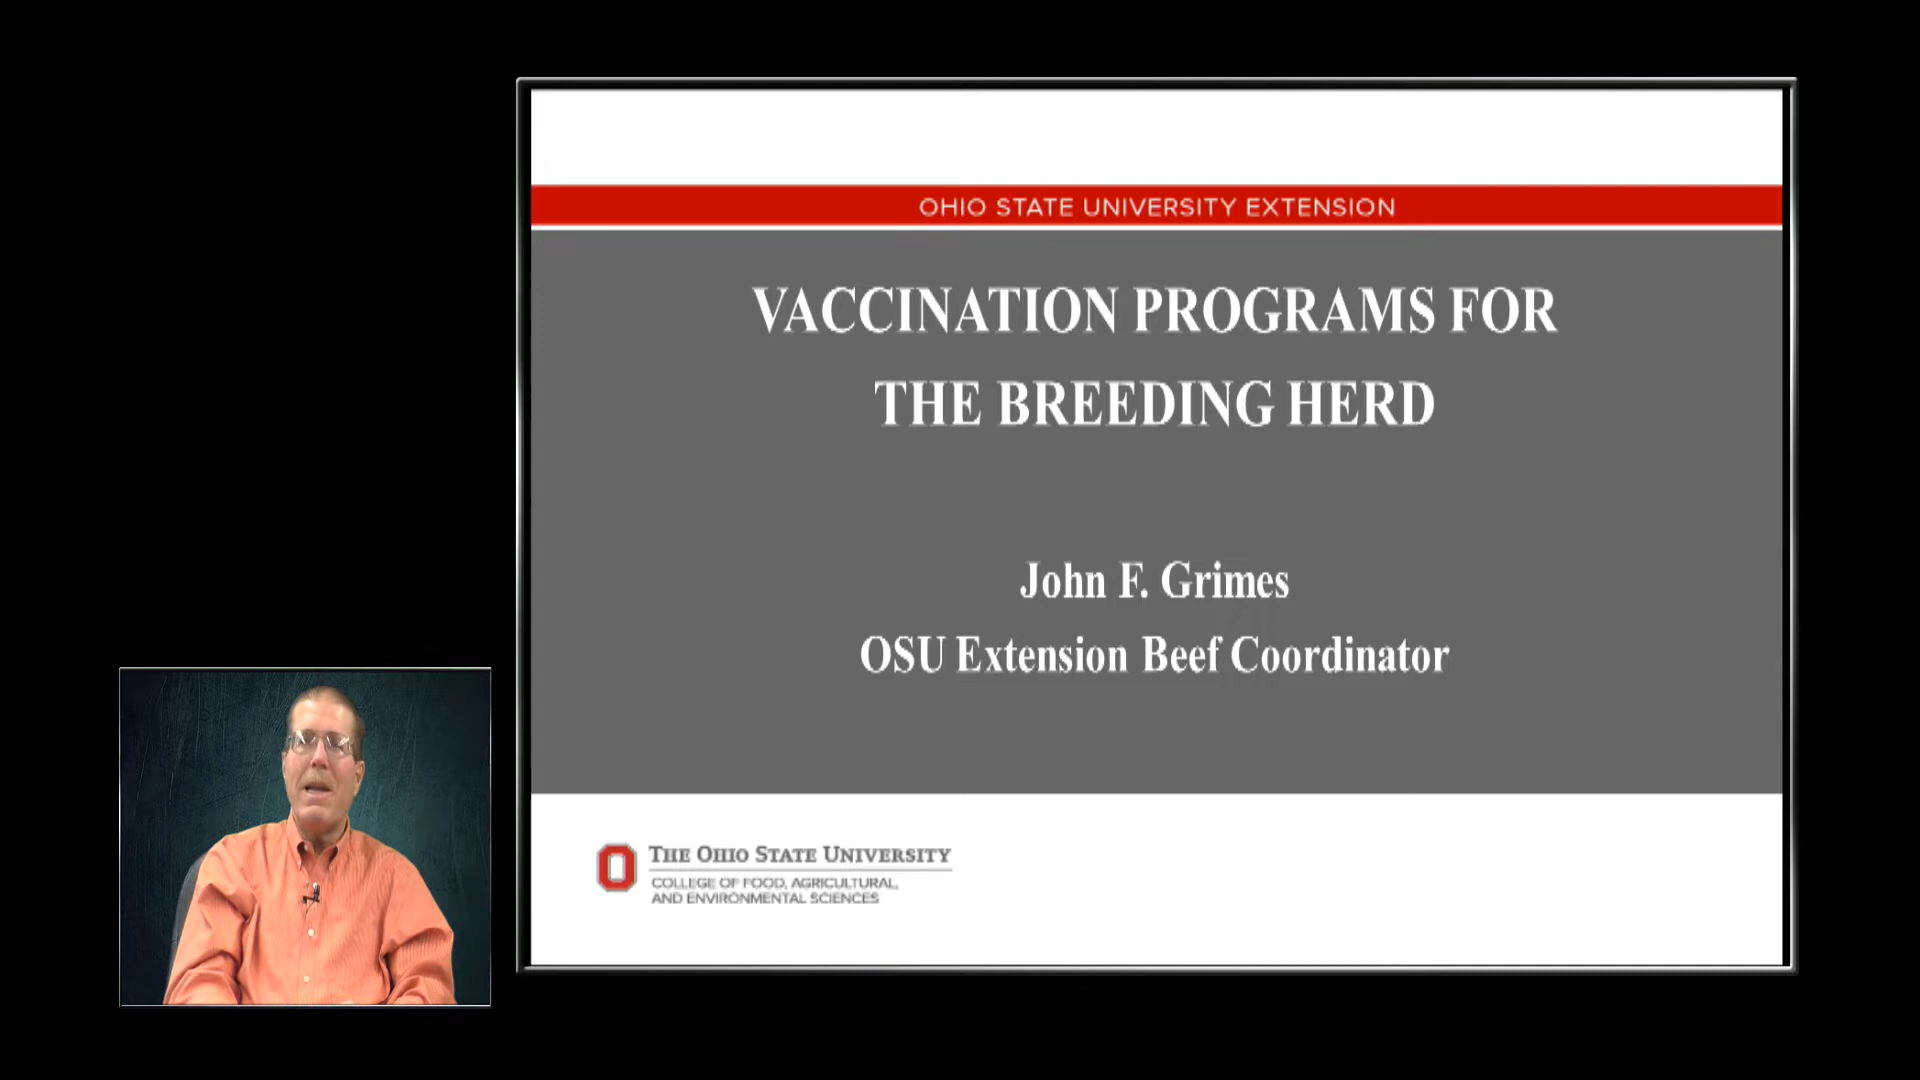 OHIO STATE UNIVERSITY EXTENSION
VACCINATION PROGRAMS FOR
THE BREEDING HERD
John F. Grimes
OSU Extension Beef Coordinator
THE OHIO STATE UNIVERSITY
COLLEGE OF FOOD, AGRICULTURAL,
AND ENVIRONMENTAL SCIENCES